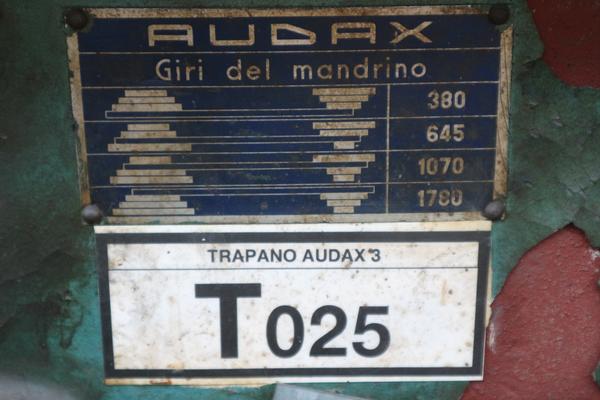 AUDAX
Giri del mandrino
380
645
1070
1780
TRAPANO AUDAX 3
T025